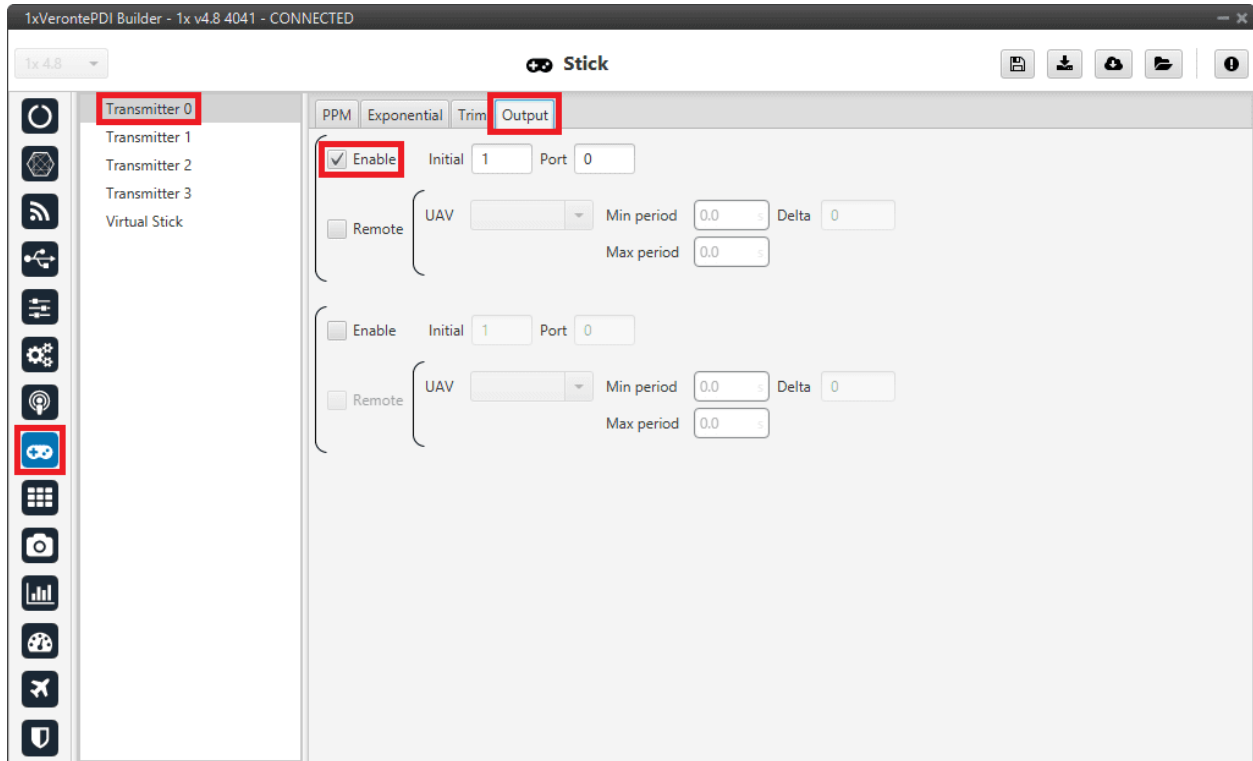 1xVerontePDI Builder - 1x v4.8 4041 - CONNECTED
1x 4.8
Stick
Transmitter 0
Transmitter 1
Transmitter 2
Transmitter 3
Virtual Stick
PPM Exponential Trim Output
Enable Initial 1 Port 0
Remote UAV Min period 0.0 s Delta 0
Max period 0.0 s
Enable Initial 1 Port 0
Remote UAV Min period 0.0 s Delta 0
Max period 0.0 s